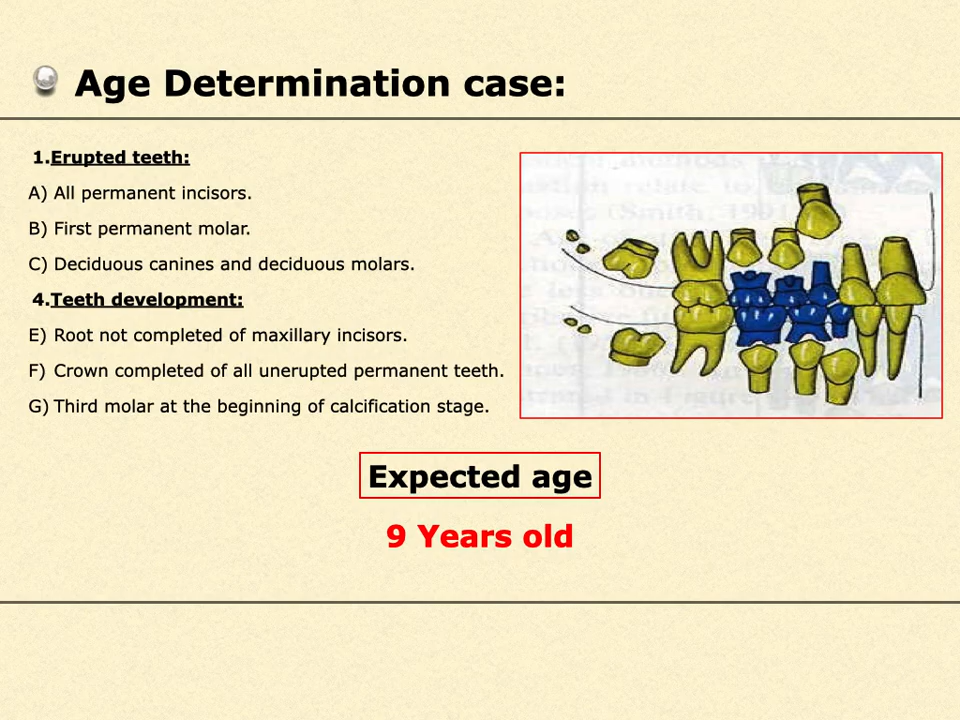 Age Determination case:
1.Erupted teeth:
A) All permanent incisors.
B) First permanent molar.
C) Deciduous canines and deciduous molars.
4.Teeth development:
E) Root not completed of maxillary incisors.
F) Crown completed of all unerupted permanent teeth.
G) Third molar at the beginning of calcification stage.
Expected age
9 Years old